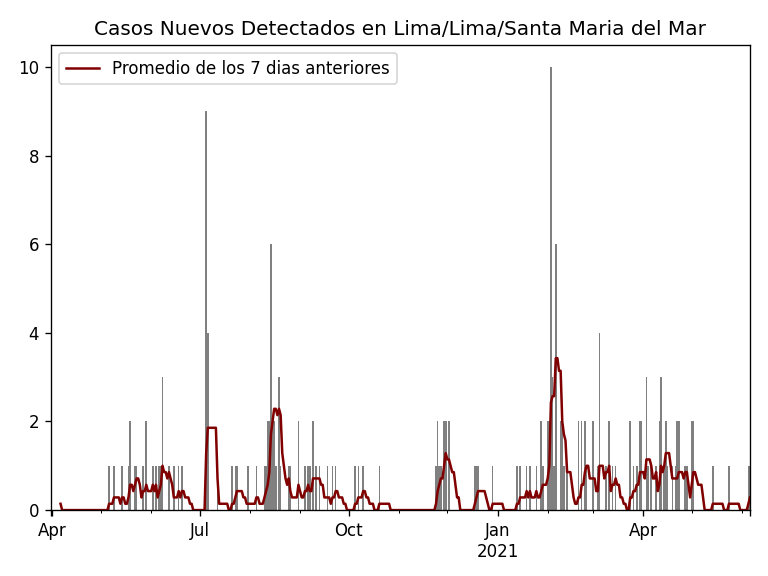 Casos Nuevos Detectados en Lima/Lima/Santa Maria del Mar
Promedio de los 7 dias anteriores
10
8
6
4
2
0
Apr Jul Oct Jan Apr
2021